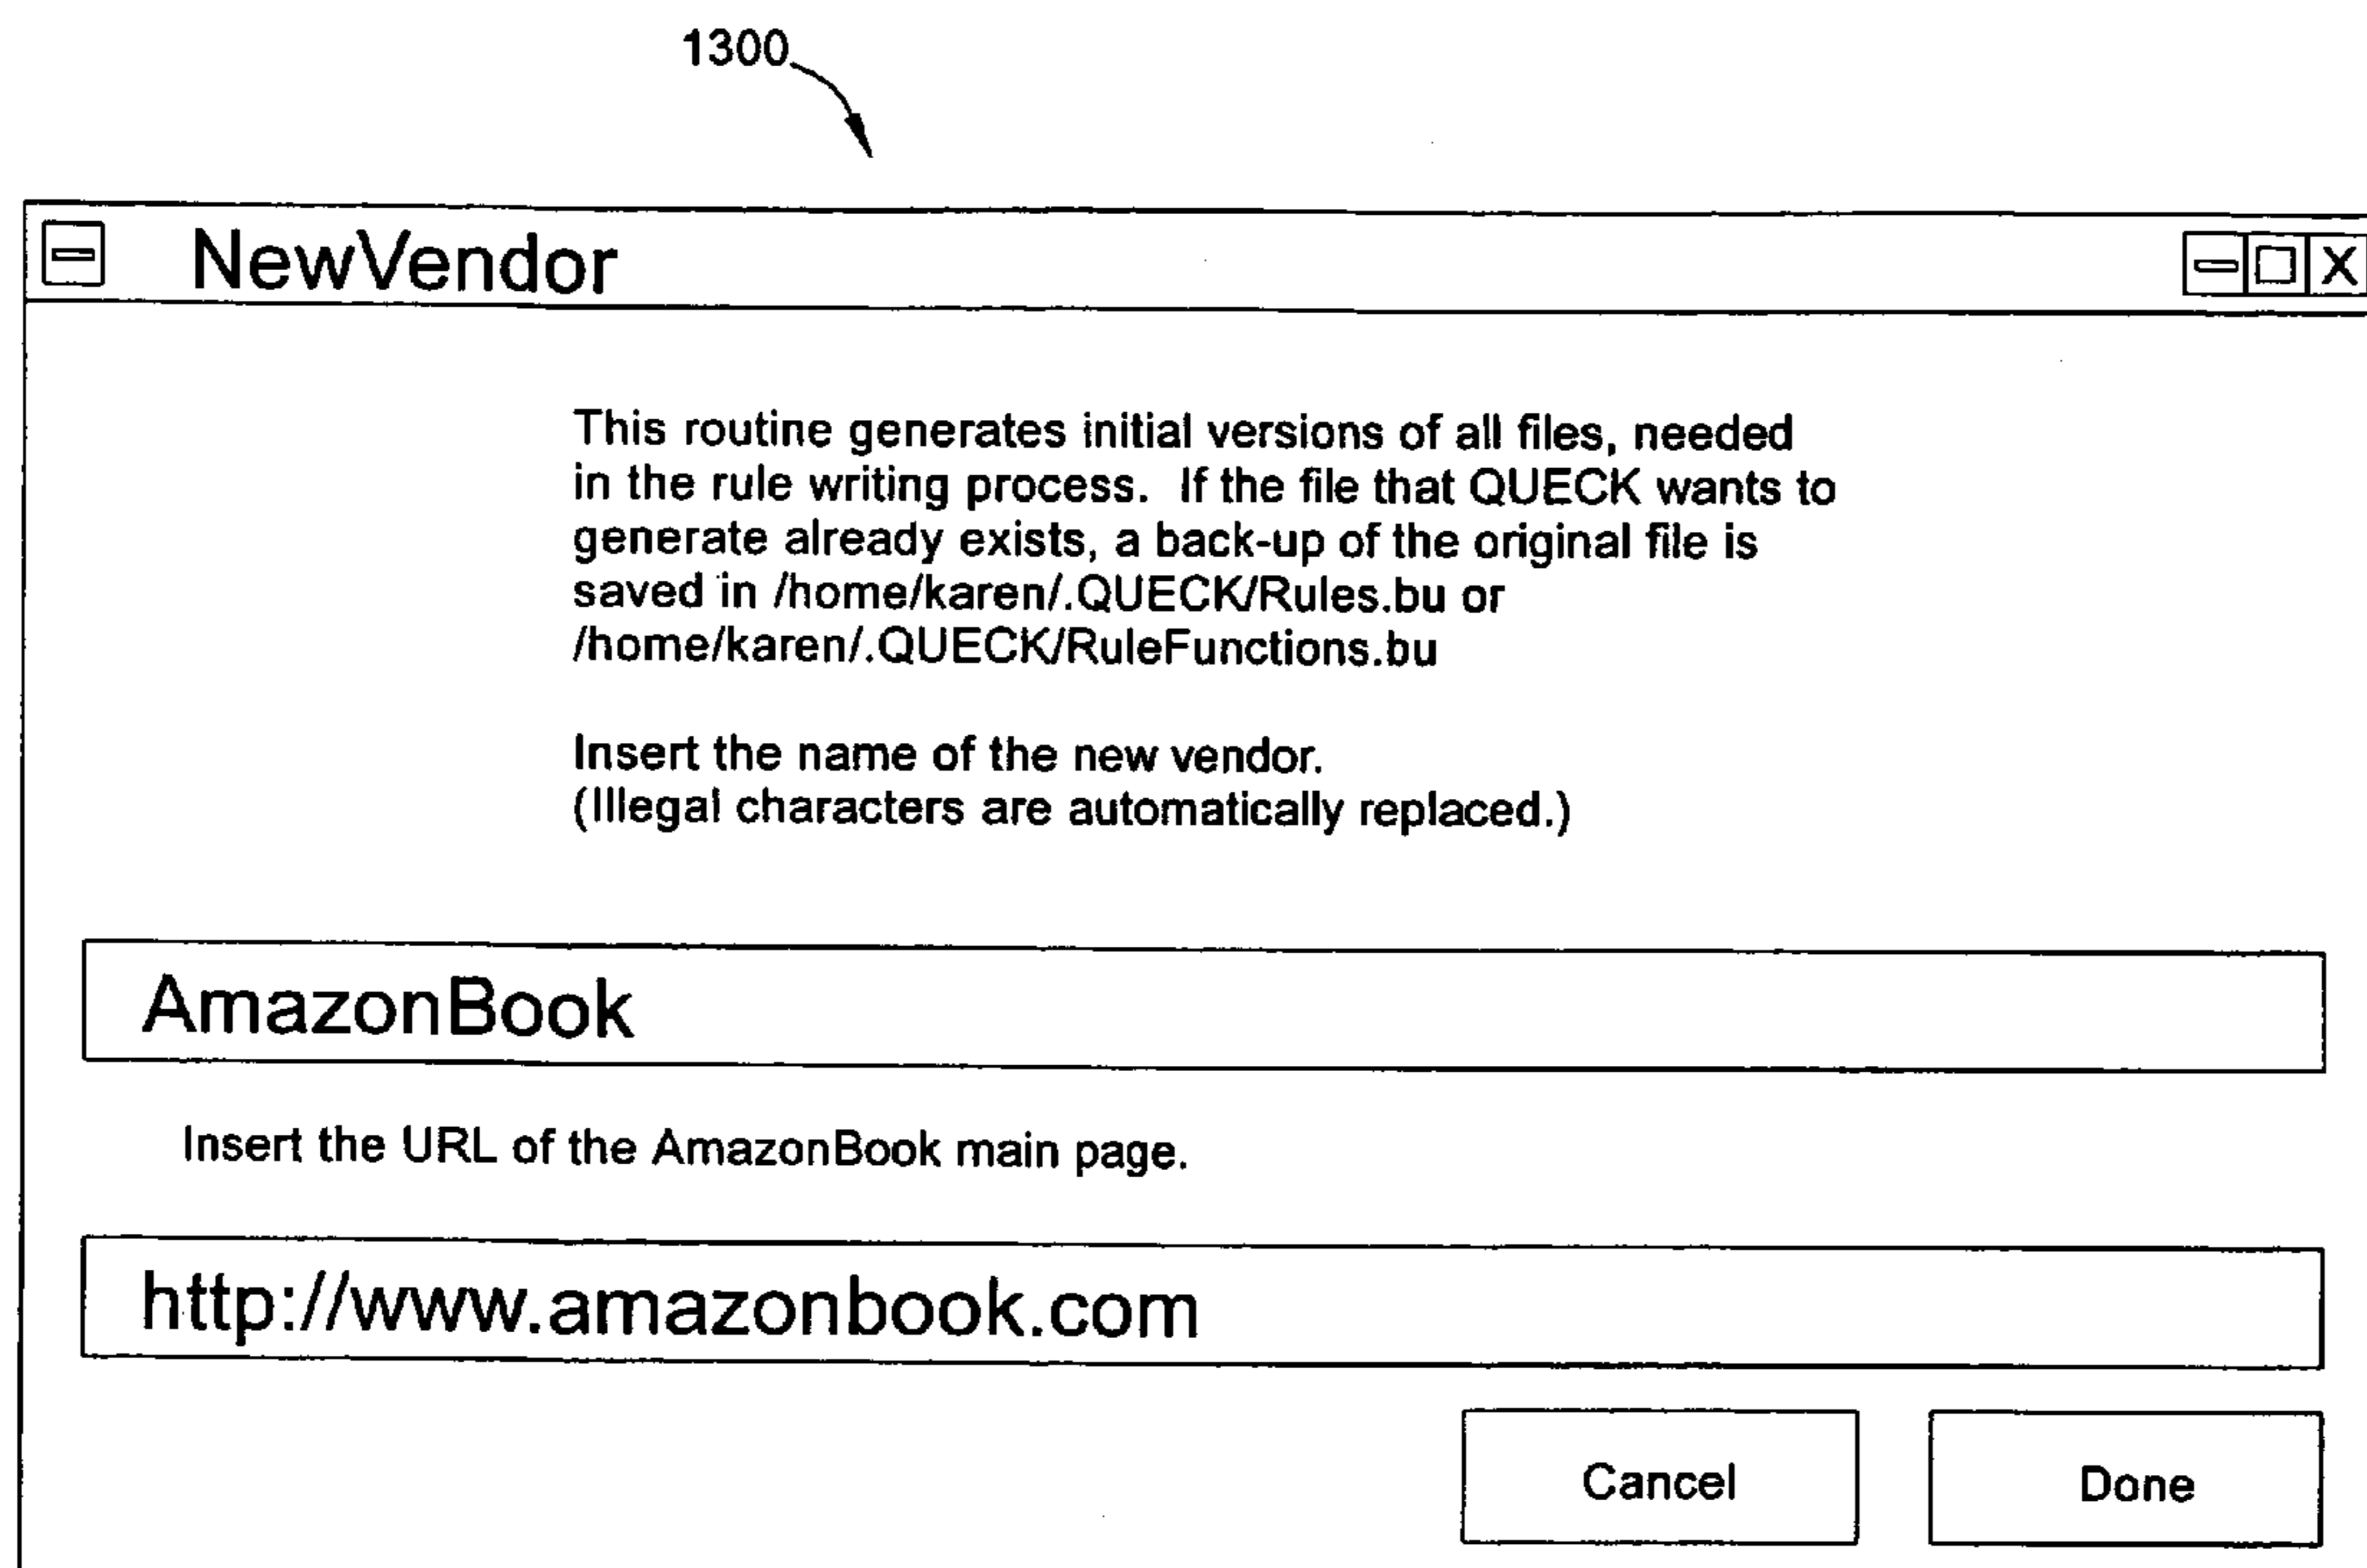 1300
NewVendor
X
This routine generates initial versions of all files, needed
in the rule writing process. If the file that QUECK wants to
generate already exists, a back-up of the original file is
saved in /home/karen/.QUECK/Rules.bu or
/home/karen/.QUECK/RuleFunctions.bu
Insert the name of the new vendor.
(Illegal characters are automatically replaced.)
AmazonBook
Insert the URL of the AmazonBook main page.
http://www.amazonbook.com
Cancel Done